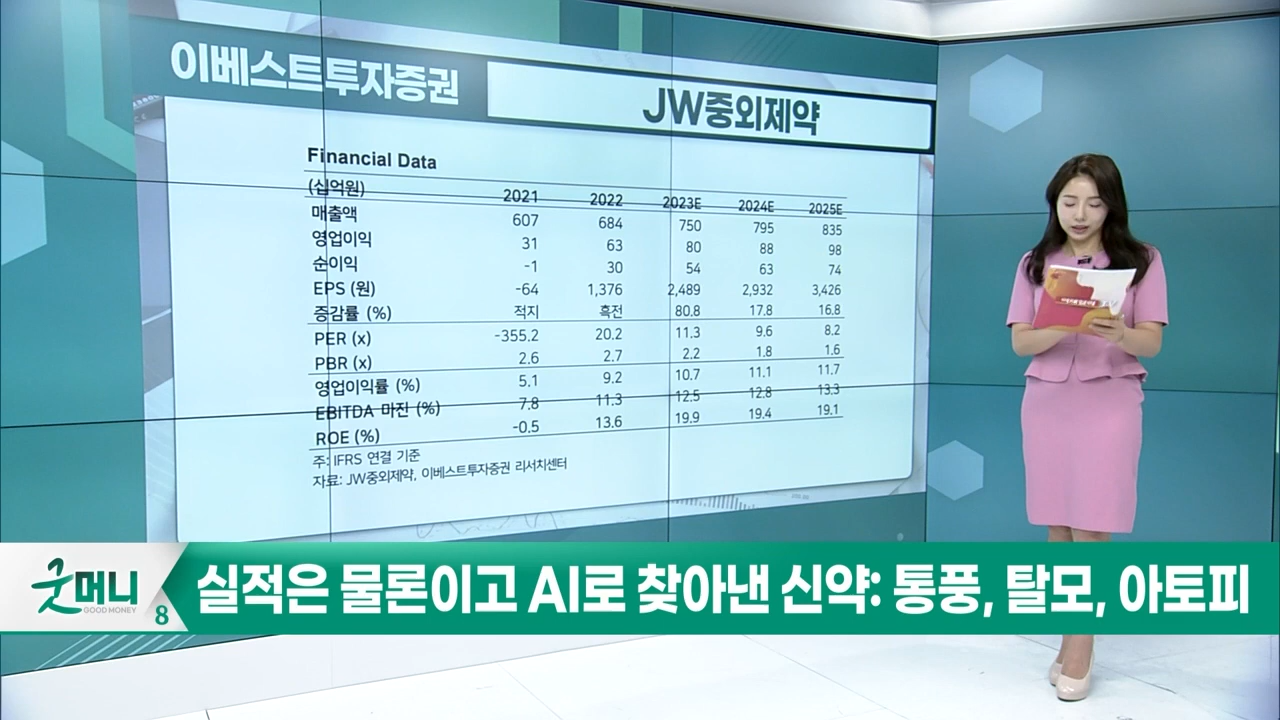 이베스트투자증권
JW중외제약
Financial Data
(십억원) 2021 2022 2023E 2024E 2025E
매출액 607 684 750 795 835
영업이익 31 63 80 88 98
순이익 -1 30 54 63 74
EPS (원) -64 1,376 2,489 2,932 3,426
증감률 (%) 적지 흑전 80.8 17.8 16.8
PER (x) -355.2 20.2 11.3 9.6 8.2
PBR (x) 2.6 2.7 2.2 1.8 1.6
영업이익률 (%) 5.1 9.2 10.7 11.1 11.7
EBITDA 마진 (%) 7.8 11.3 12.5 12.8 13.3
ROE (%) -0.5 13.6 19.9 19.4 19.1
주: IFRS 연결 기준
자료: JW중외제약, 이베스트투자증권 리서치센터
굿머니
GOOD MONEY
8
실적은 물론이고 AI로 찾아낸 신약: 통풍, 탈모, 아토피